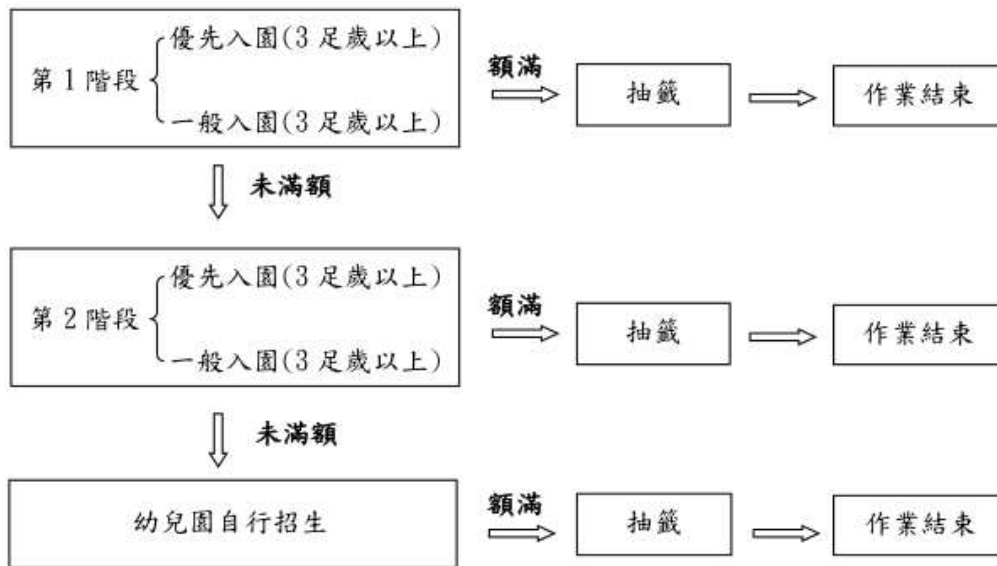 優先入園(3足歲以上)
第1階段
一般入園(3足歲以上)
額滿
抽籤
作業結束
未滿額
優先入園(3足歲以上)
第2階段
一般入園(3足歲以上)
額滿
抽籤
作業結束
未滿額
幼兒園自行招生
額滿
抽籤
作業結束